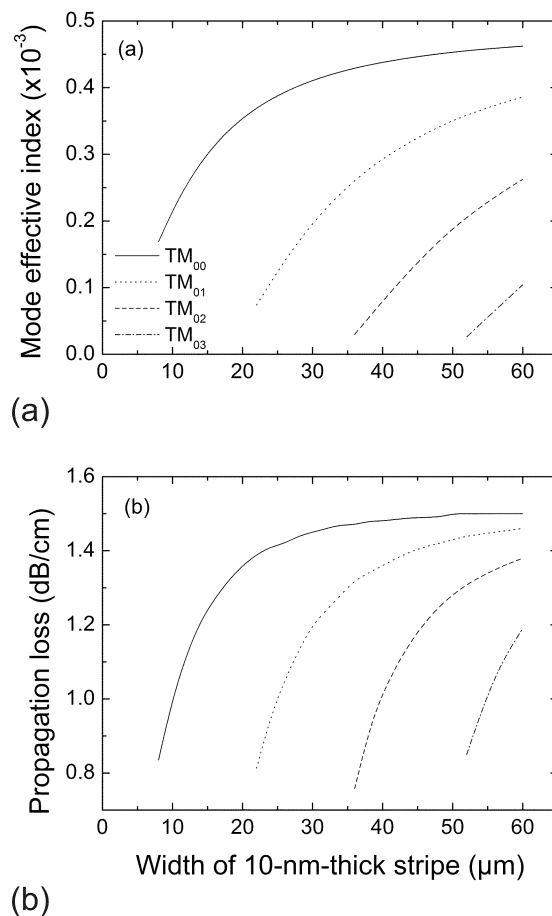 0.5
0.4
0.3
0.2
0.1
0.0
Mode effective index (x10⁻³)
(a)
TM₀₀
TM₀₁
TM₀₂
TM₀₃
0 10 20 30 40 50 60
(a)
1.6
1.4
1.2
1.0
0.8
Propagation loss (dB/cm)
(b)
0 10 20 30 40 50 60
Width of 10-nm-thick stripe (μm)
(b)